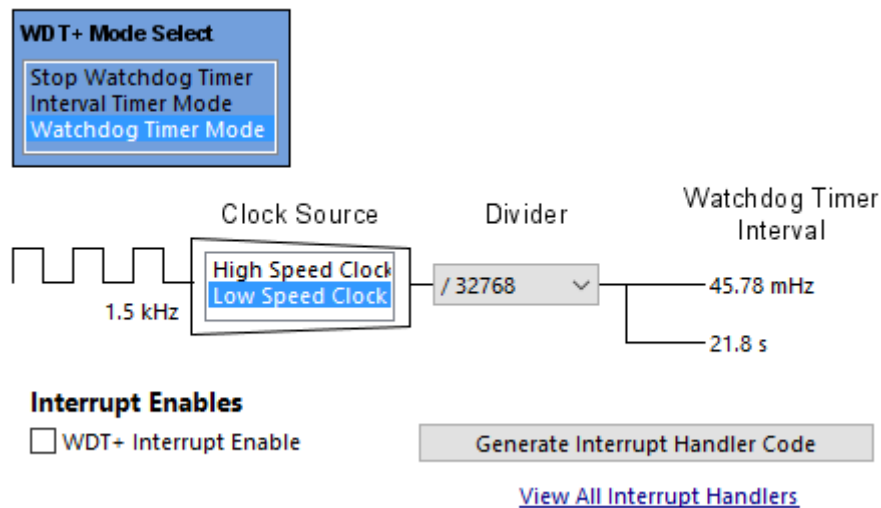 WDT+ Mode Select
Stop Watchdog Timer
Interval Timer Mode
Watchdog Timer Mode
Clock Source
Divider
Watchdog Timer
Interval
High Speed Clock
Low Speed Clock
1.5 kHz
/ 32768
45.78 mHz
21.8 s
Interrupt Enables
WDT+ Interrupt Enable
Generate Interrupt Handler Code
View All Interrupt Handlers